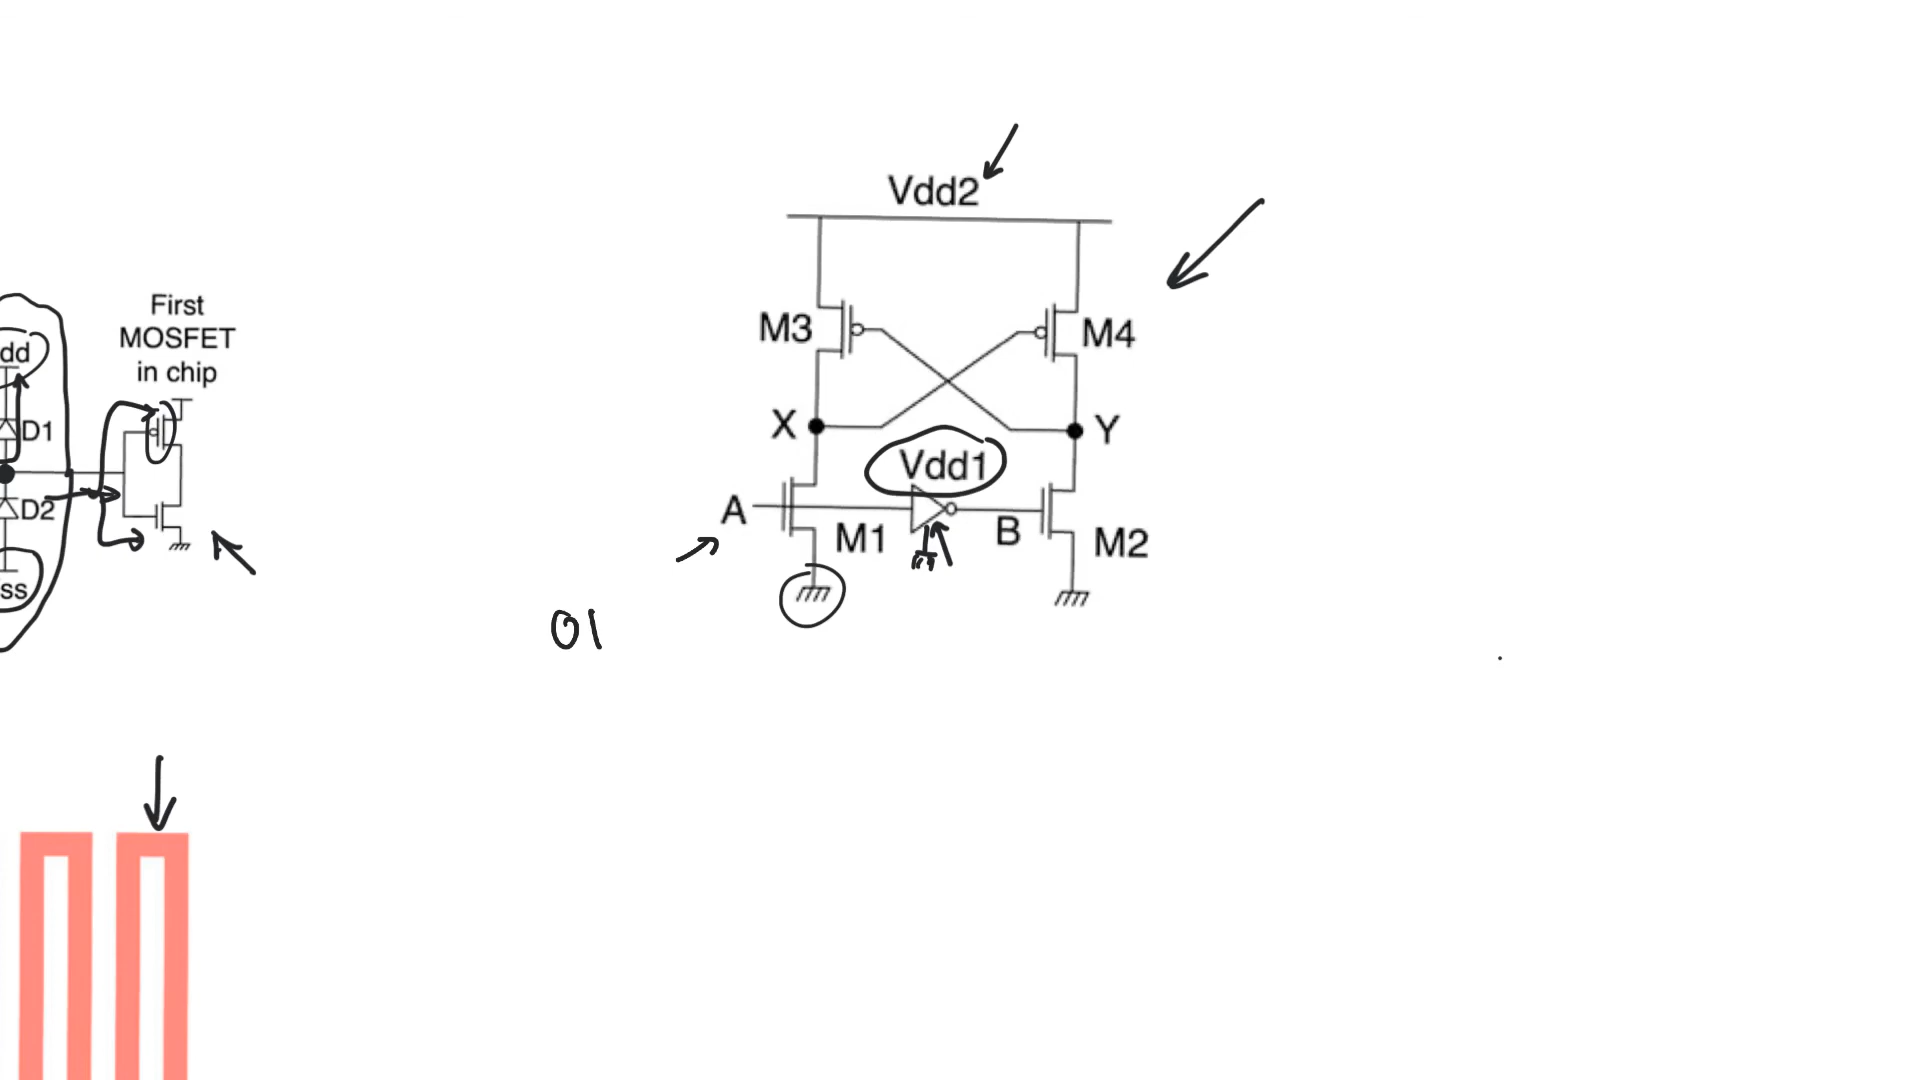 Vdd2
First
MOSFET
in chip
dd
D1
D2
ss
M3
M4
X
Y
Vdd1
A
M1
B
M2
01